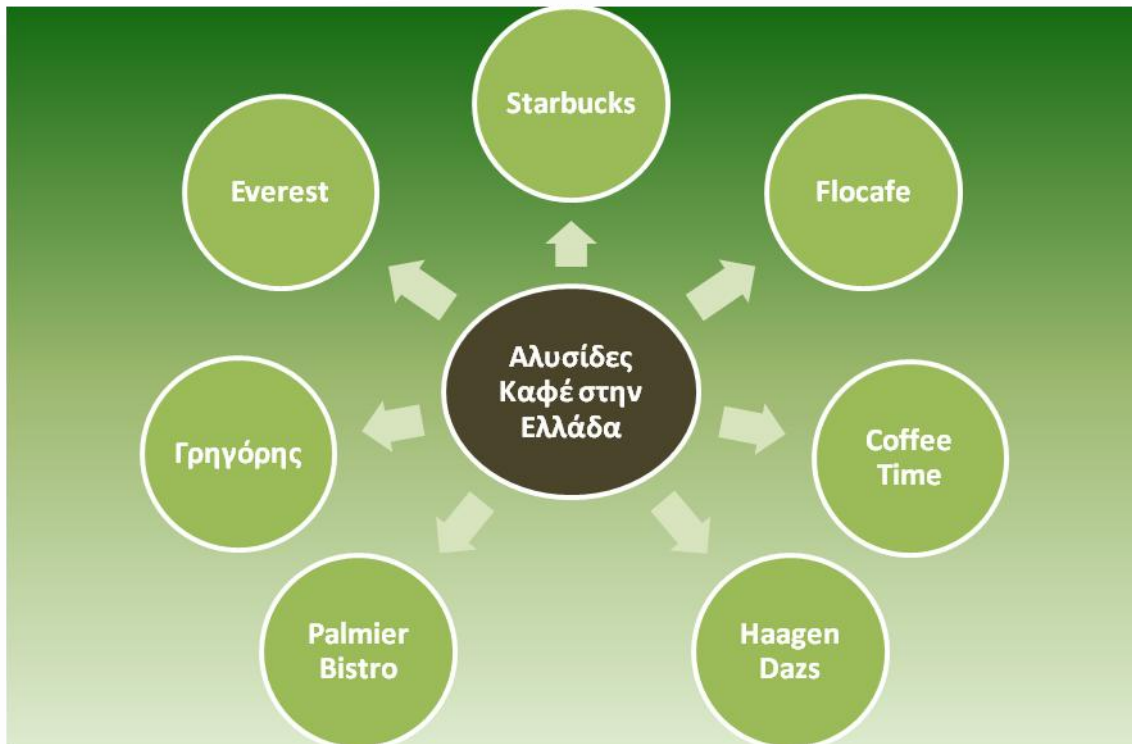 Starbucks
Everest
Flocafe
Αλυσίδες
Καφέ στην
Ελλάδα
Γρηγόρης
Coffee
Time
Palmier
Bistro
Haagen
Dazs